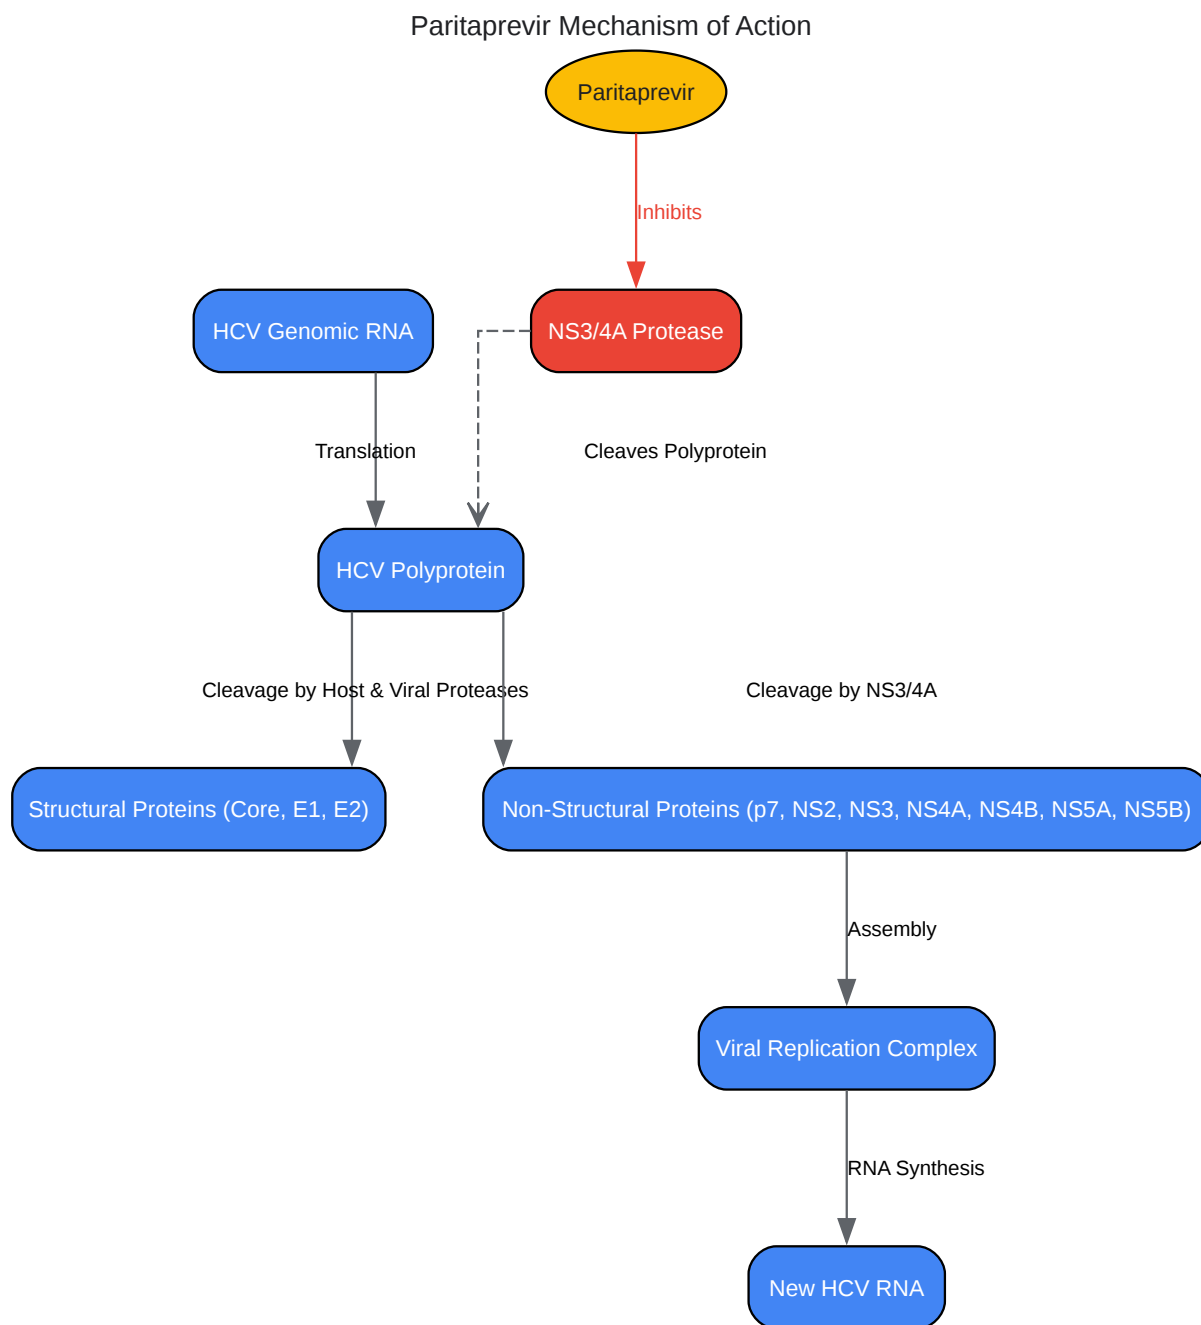 Paritaprevir Mechanism of Action
Paritaprevir
Inhibits
HCV Genomic RNA
NS3/4A Protease
Translation
Cleaves Polyprotein
HCV Polyprotein
Cleavage by Host & Viral Proteases
Cleavage by NS3/4A
Structural Proteins (Core, E1, E2)
Non-Structural Proteins (p7, NS2, NS3, NS4A, NS4B, NS5A, NS5B)
Assembly
Viral Replication Complex
RNA Synthesis
New HCV RNA